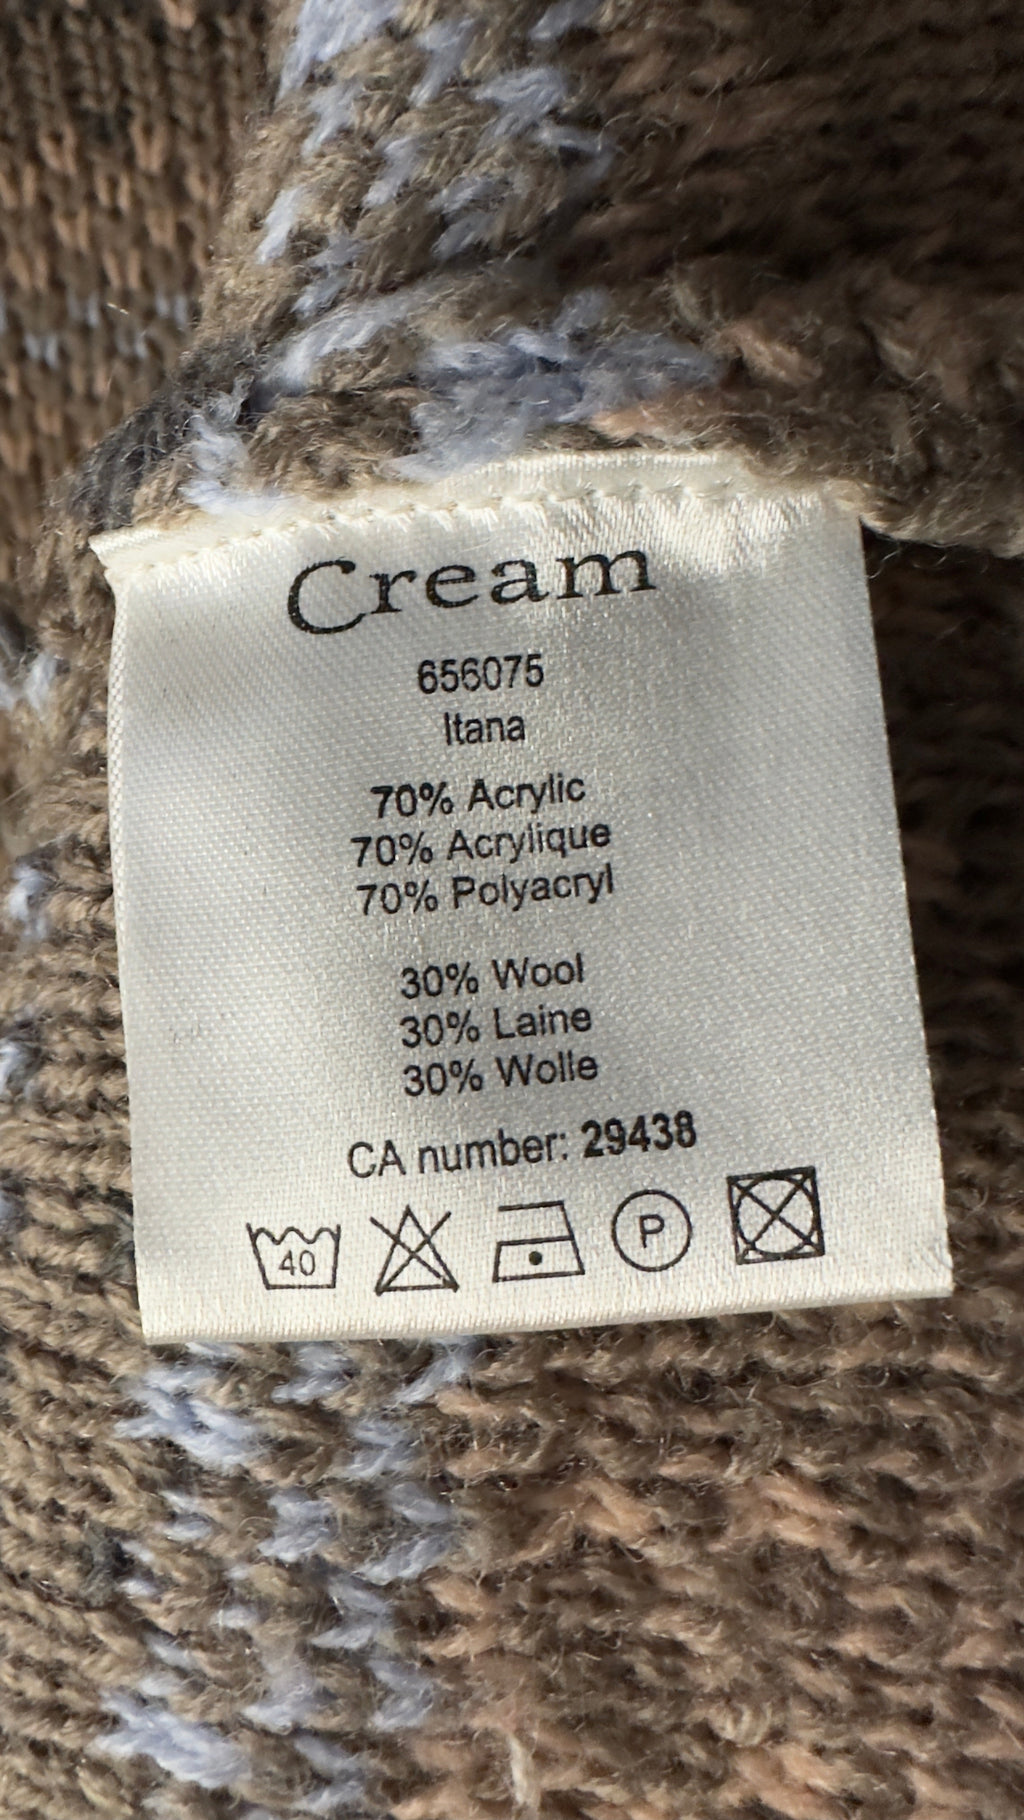 Cream
656075
Itana
70% Acrylic
70% Acrylique
70% Polyacryl
30% Wool
30% Laine
30% Wolle
CA number: 29438
40 P